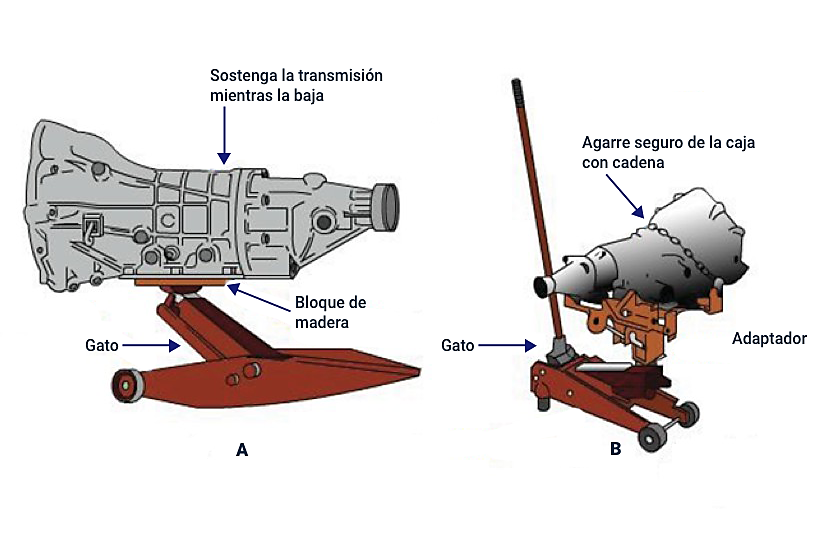 Sostenga la transmisión
mientras la baja
Bloque de
madera
Gato
A
Agarre seguro de la caja
con cadena
Gato
Adaptador
B